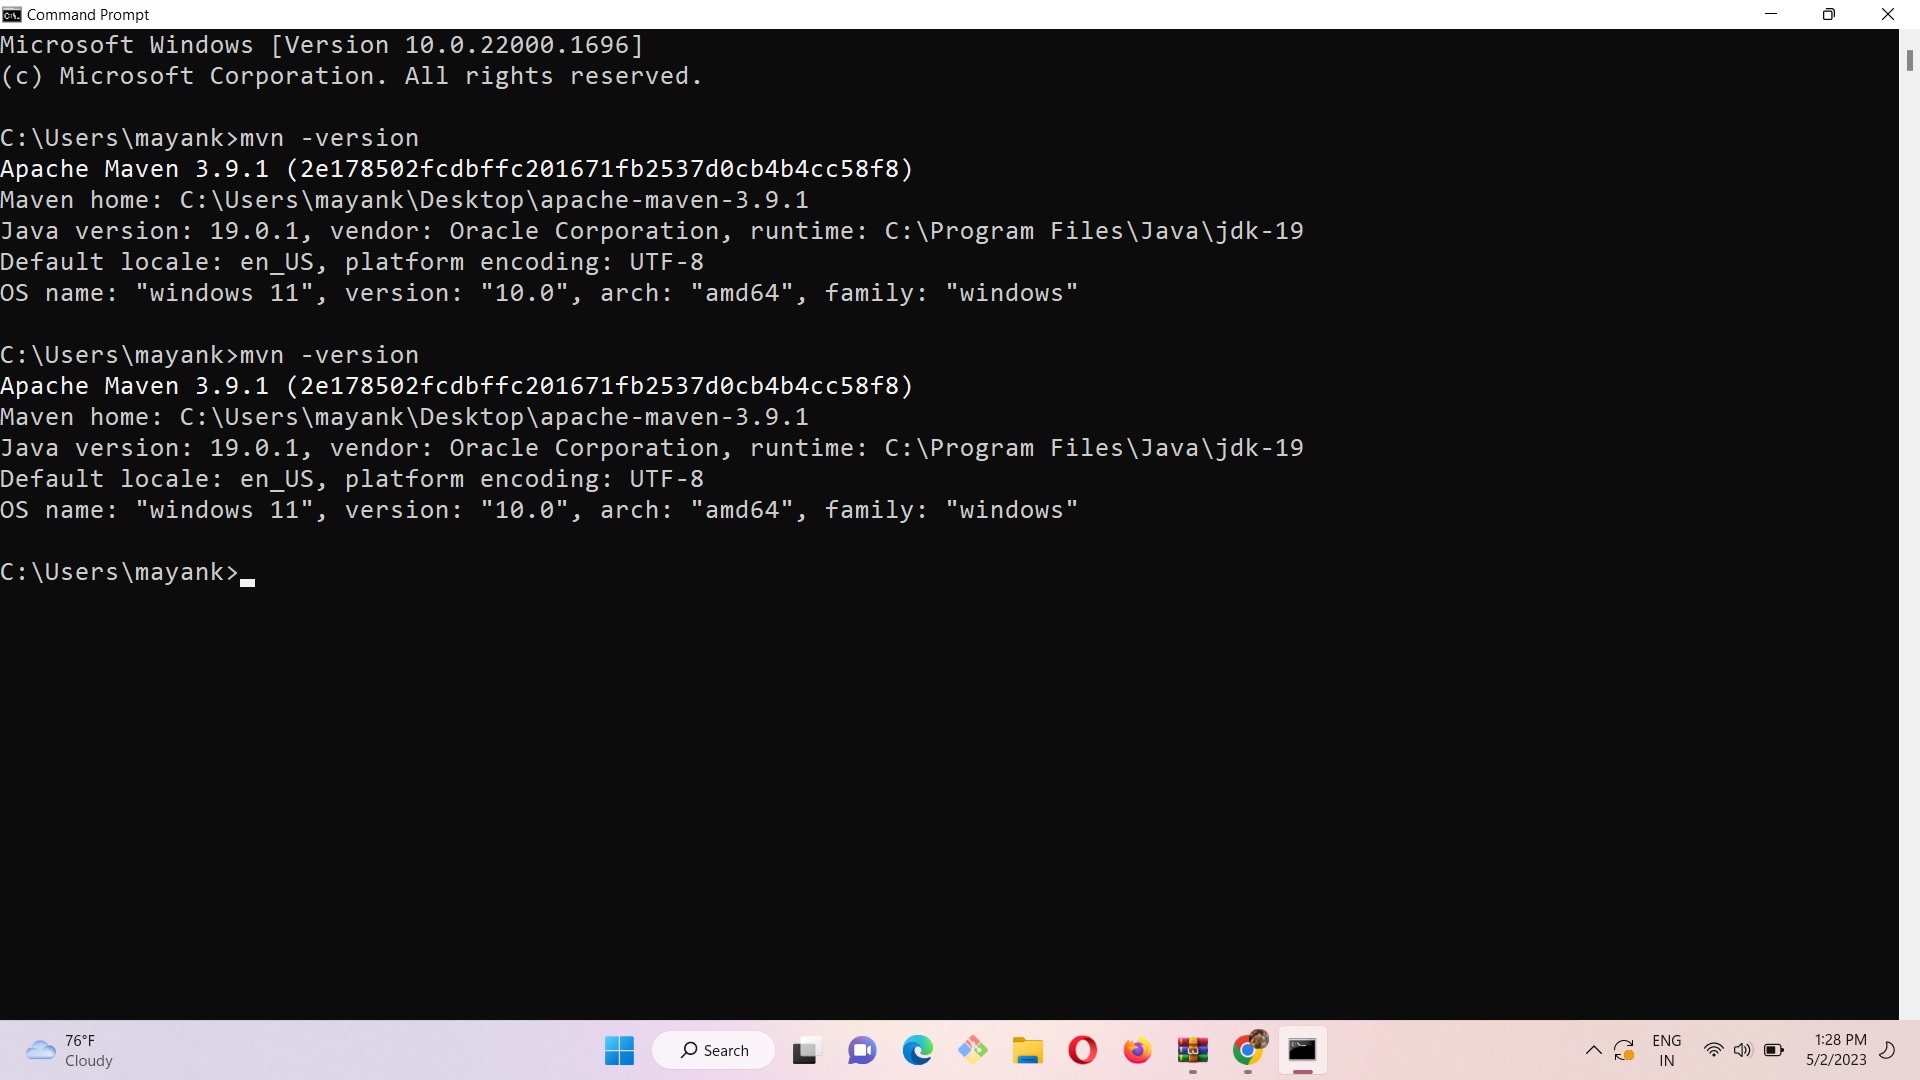 Command Prompt
Microsoft Windows [Version 10.0.22000.1696]
(c) Microsoft Corporation. All rights reserved.
C:\Users\mayank>mvn -version
Apache Maven 3.9.1 (2e178502fcdbffc201671fb2537d0cb4b4cc58f8)
Maven home: C:\Users\mayank\Desktop\apache-maven-3.9.1
Java version: 19.0.1, vendor: Oracle Corporation, runtime: C:\Program Files\Java\jdk-19
Default locale: en_US, platform encoding: UTF-8
OS name: "windows 11", version: "10.0", arch: "amd64", family: "windows"
C:\Users\mayank>mvn -version
Apache Maven 3.9.1 (2e178502fcdbffc201671fb2537d0cb4b4cc58f8)
Maven home: C:\Users\mayank\Desktop\apache-maven-3.9.1
Java version: 19.0.1, vendor: Oracle Corporation, runtime: C:\Program Files\Java\jdk-19
Default locale: en_US, platform encoding: UTF-8
OS name: "windows 11", version: "10.0", arch: "amd64", family: "windows"
C:\Users\mayank>
76°F
Cloudy
Search
ENG
IN
1:28 PM
5/2/2023